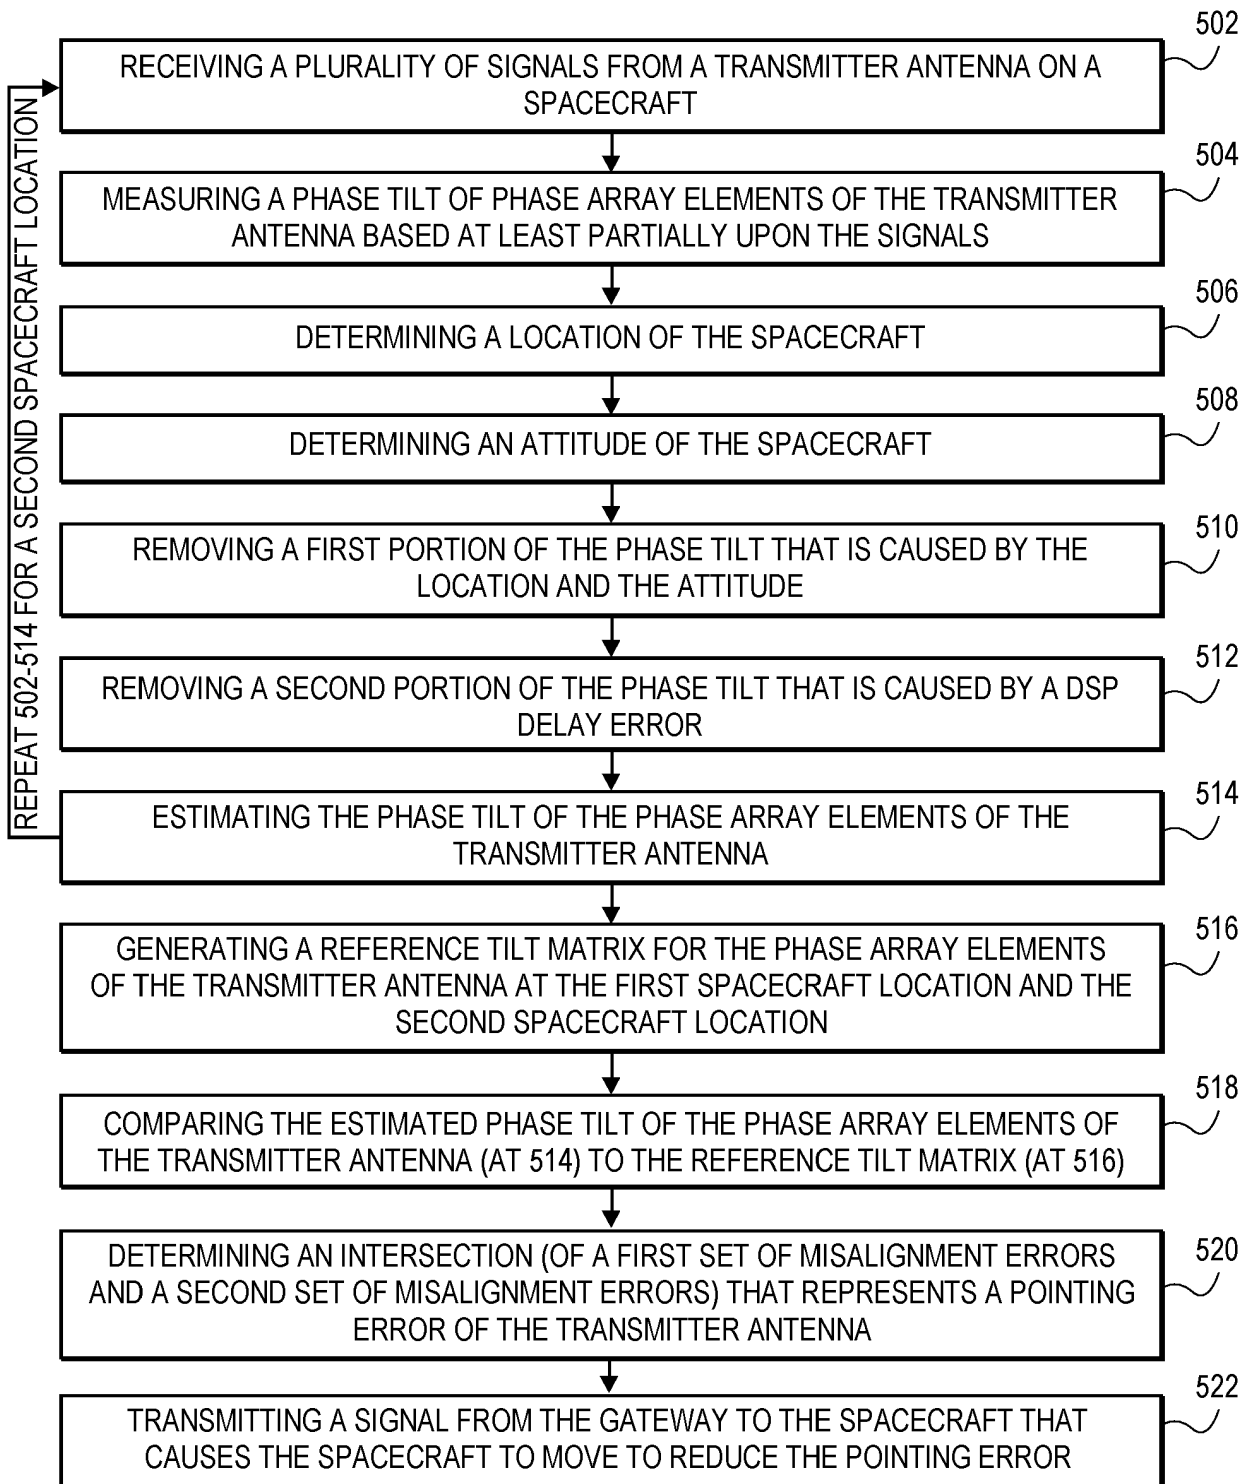 502
RECEIVING A PLURALITY OF SIGNALS FROM A TRANSMITTER ANTENNA ON A
SPACECRAFT
504
MEASURING A PHASE TILT OF PHASE ARRAY ELEMENTS OF THE TRANSMITTER
ANTENNA BASED AT LEAST PARTIALLY UPON THE SIGNALS
506
DETERMINING A LOCATION OF THE SPACECRAFT
508
DETERMINING AN ATTITUDE OF THE SPACECRAFT
510
REMOVING A FIRST PORTION OF THE PHASE TILT THAT IS CAUSED BY THE
LOCATION AND THE ATTITUDE
512
REMOVING A SECOND PORTION OF THE PHASE TILT THAT IS CAUSED BY A DSP
DELAY ERROR
514
ESTIMATING THE PHASE TILT OF THE PHASE ARRAY ELEMENTS OF THE
TRANSMITTER ANTENNA
REPEAT 502-514 FOR A SECOND SPACECRAFT LOCATION
516
GENERATING A REFERENCE TILT MATRIX FOR THE PHASE ARRAY ELEMENTS
OF THE TRANSMITTER ANTENNA AT THE FIRST SPACECRAFT LOCATION AND THE
SECOND SPACECRAFT LOCATION
518
COMPARING THE ESTIMATED PHASE TILT OF THE PHASE ARRAY ELEMENTS OF
THE TRANSMITTER ANTENNA (AT 514) TO THE REFERENCE TILT MATRIX (AT 516)
520
DETERMINING AN INTERSECTION (OF A FIRST SET OF MISALIGNMENT ERRORS
AND A SECOND SET OF MISALIGNMENT ERRORS) THAT REPRESENTS A POINTING
ERROR OF THE TRANSMITTER ANTENNA
522
TRANSMITTING A SIGNAL FROM THE GATEWAY TO THE SPACECRAFT THAT
CAUSES THE SPACECRAFT TO MOVE TO REDUCE THE POINTING ERROR